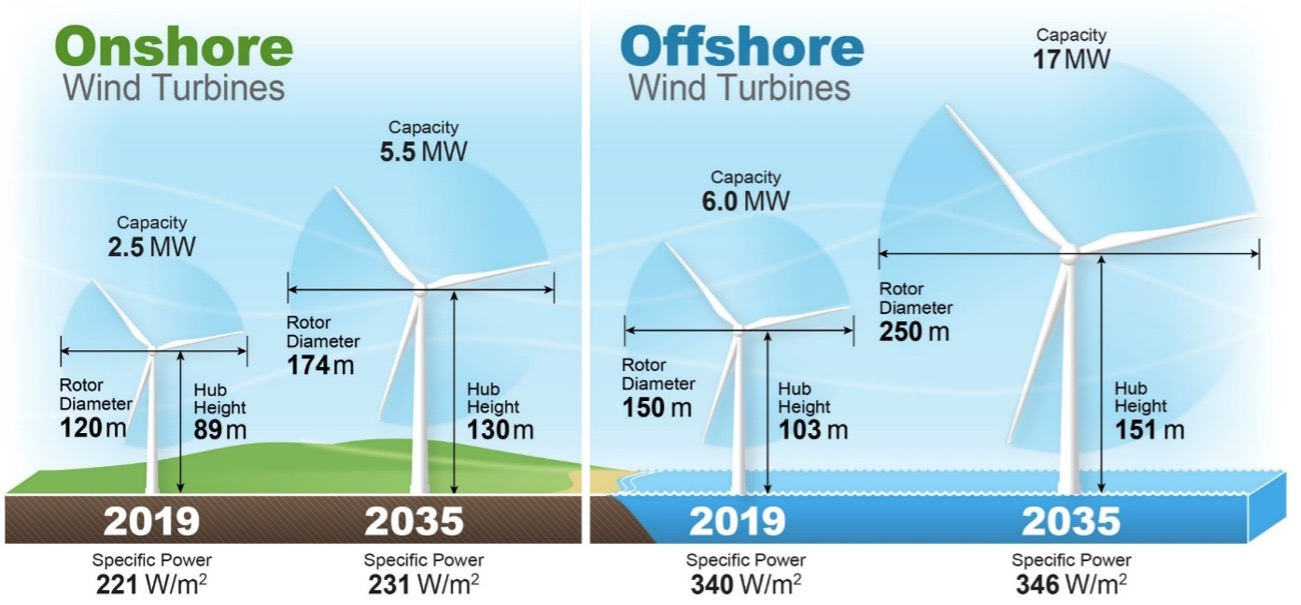 Onshore
Wind Turbines
Capacity
2.5 MW
Rotor
Diameter
120 m
Hub
Height
89 m
2019
Specific Power
221 W/m²
Capacity
5.5 MW
Rotor
Diameter
174 m
Hub
Height
130 m
2035
Specific Power
231 W/m²
Offshore
Wind Turbines
Capacity
6.0 MW
Rotor
Diameter
150 m
Hub
Height
103 m
2019
Specific Power
340 W/m²
Capacity
17 MW
Rotor
Diameter
250 m
Hub
Height
151 m
2035
Specific Power
346 W/m²